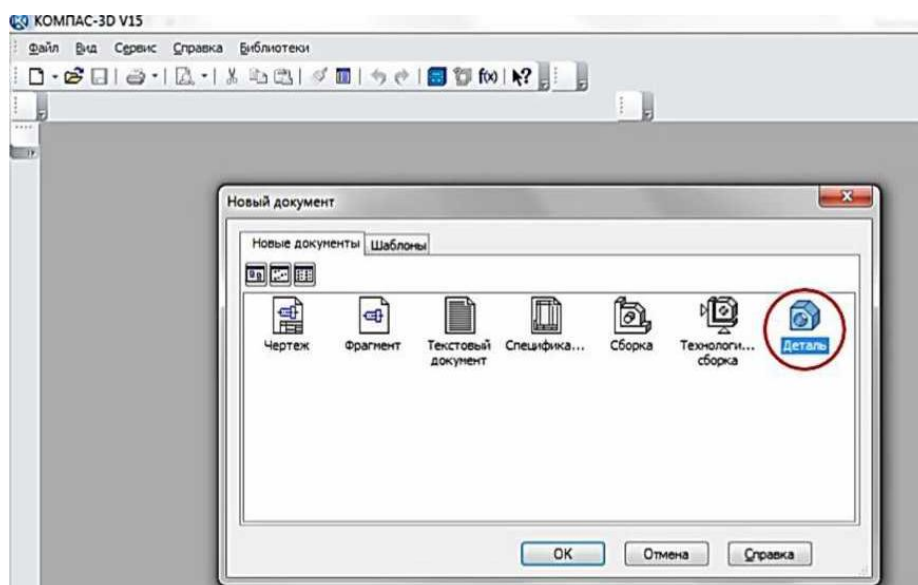 КОМПАС-3D V15
Файл Вид Сервис Справка Библиотеки
f(x)
Новый документ
Новые документы Шаблоны
Чертеж Фрагмент Текстовый документ Специфика... Сборка Технологи... сборка Деталь
OK Отмена Справка